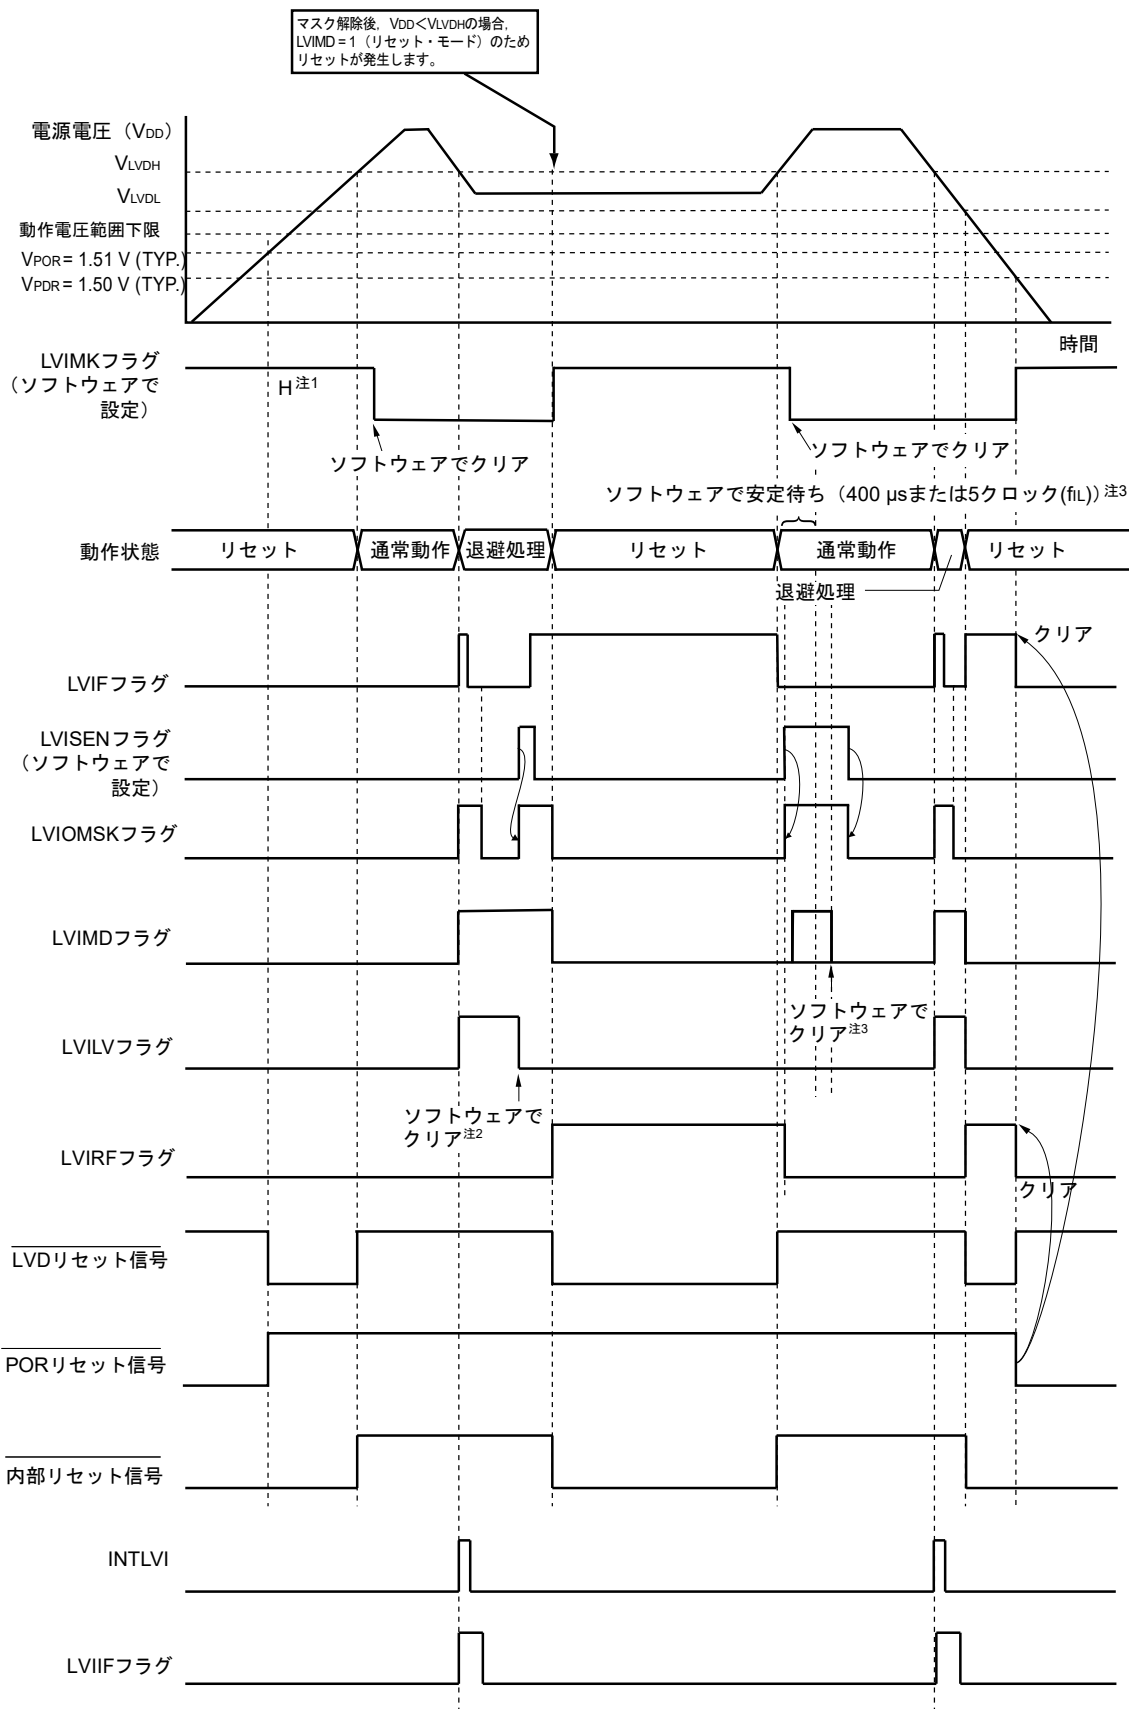 マスク解除後，VDD＜VLVDHの場合，
LVIMD = 1（リセット・モード）のため
リセットが発生します。
電源電圧（VDD）
VLVDH
VLVDL
動作電圧範囲下限
VPOR = 1.51 V (TYP.)
VPDR = 1.50 V (TYP.)
時間
LVIMKフラグ
（ソフトウェアで
設定）
H注1
ソフトウェアでクリア
ソフトウェアでクリア
ソフトウェアで安定待ち（400 µsまたは5クロック(fIL)）注3
動作状態
リセット
通常動作
退避処理
リセット
通常動作
リセット
退避処理
クリア
LVIFフラグ
LVISENフラグ
（ソフトウェアで
設定）
LVIOMSKフラグ
LVIMDフラグ
ソフトウェアで
クリア注3
LVILVフラグ
ソフトウェアで
クリア注2
LVIRFフラグ
クリア
LVDリセット信号
PORリセット信号
内部リセット信号
INTLVI
LVIIFフラグ